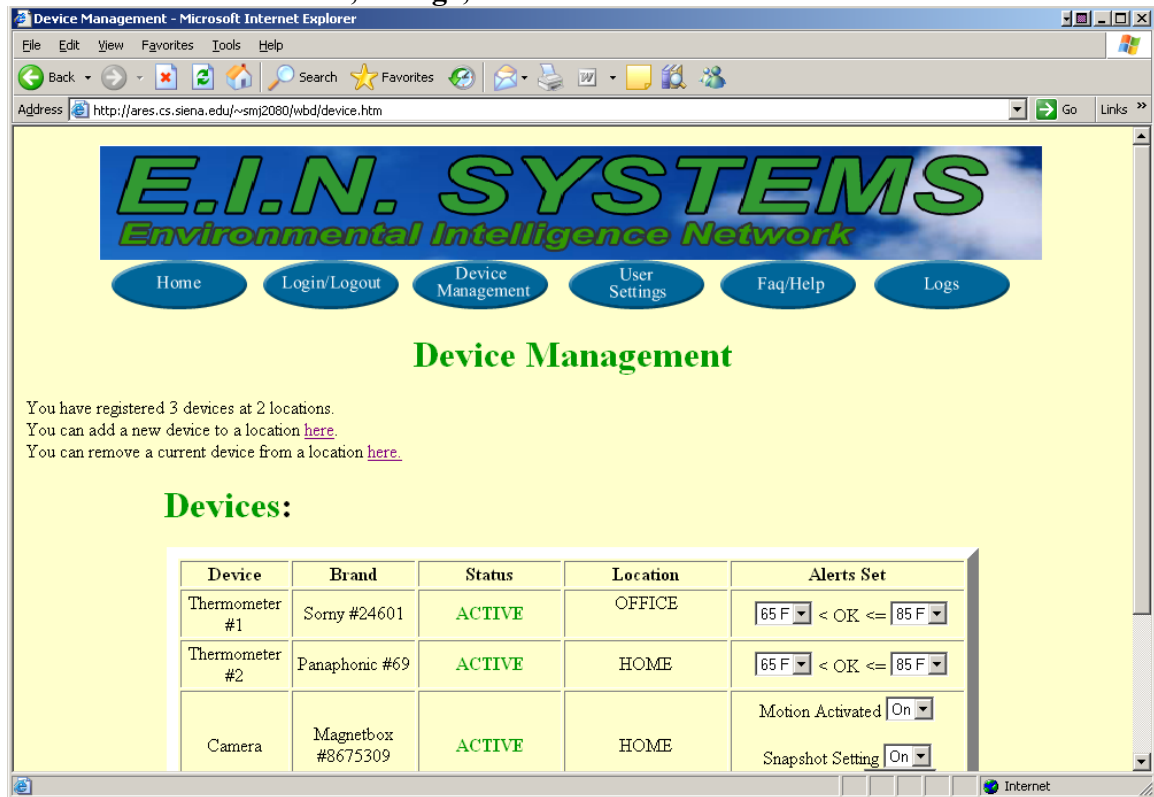 Device Management - Microsoft Internet Explorer
File Edit View Favorites Tools Help
Back Search Favorites
Address http://ares.cs.siena.edu/~smj2080/wbd/device.htm Go Links »
E.I.N. SYSTEMS
Environmental Intelligence Network
Home Login/Logout Device Management User Settings Faq/Help Logs
Device Management
You have registered 3 devices at 2 locations.
You can add a new device to a location here.
You can remove a current device from a location here.
Devices:
Device Brand Status Location Alerts Set
Thermometer #1 Sorny #24601 ACTIVE OFFICE 65 F < OK <= 85 F
Thermometer #2 Panaphonic #69 ACTIVE HOME 65 F < OK <= 85 F
Camera Magnetbox #8675309 ACTIVE HOME Motion Activated On
Snapshot Setting On
Internet